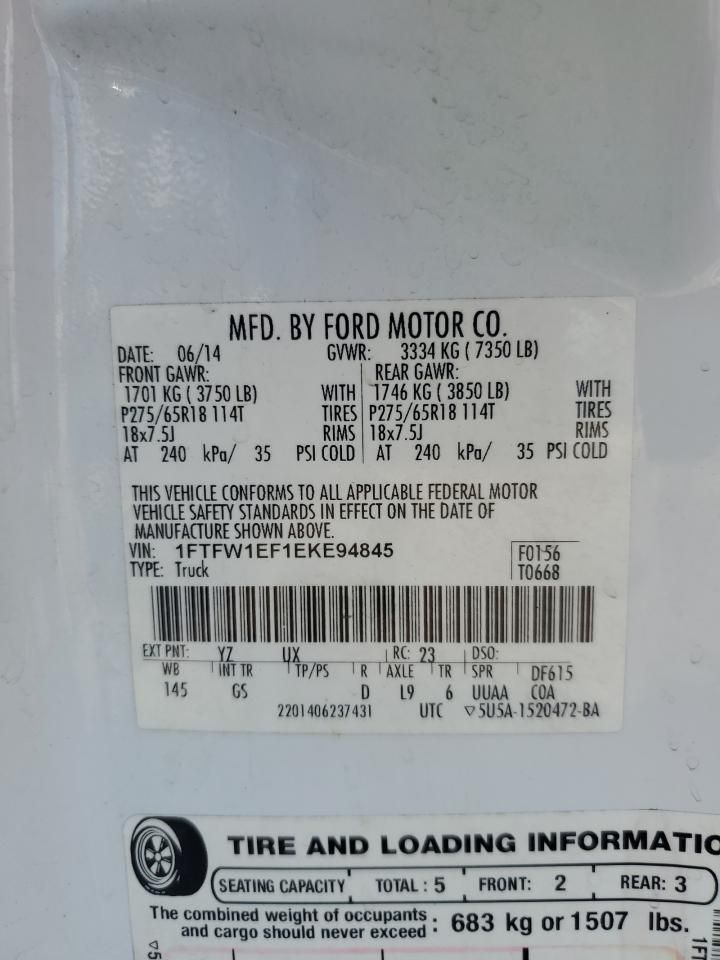 MFD. BY FORD MOTOR CO.
DATE: 06/14 GVWR: 3334 KG ( 7350 LB)
FRONT GAWR: REAR GAWR:
1701 KG ( 3750 LB) WITH 1746 KG ( 3850 LB) WITH
P275/65R18 114T TIRES P275/65R18 114T TIRES
18x7.5J RIMS 18x7.5J RIMS
AT 240 kPa/ 35 PSI COLD AT 240 kPa/ 35 PSI COLD
THIS VEHICLE CONFORMS TO ALL APPLICABLE FEDERAL MOTOR
VEHICLE SAFETY STANDARDS IN EFFECT ON THE DATE OF
MANUFACTURE SHOWN ABOVE.
VIN: 1FTFW1EF1EKE94845 F0156
TYPE: Truck T0668
EXT PNT: YZ UX RC: 23 DSO:
WB INT TR TP/PS R AXLE TR SPR DF615
145 GS D L9 6 UUAA COA
2201406237431 UTC ▽5U5A-1520472-BA
TIRE AND LOADING INFORMATIO
SEATING CAPACITY TOTAL : 5 FRONT: 2 REAR: 3
The combined weight of occupants
and cargo should never exceed : 683 kg or 1507 lbs.
▽5
1FT